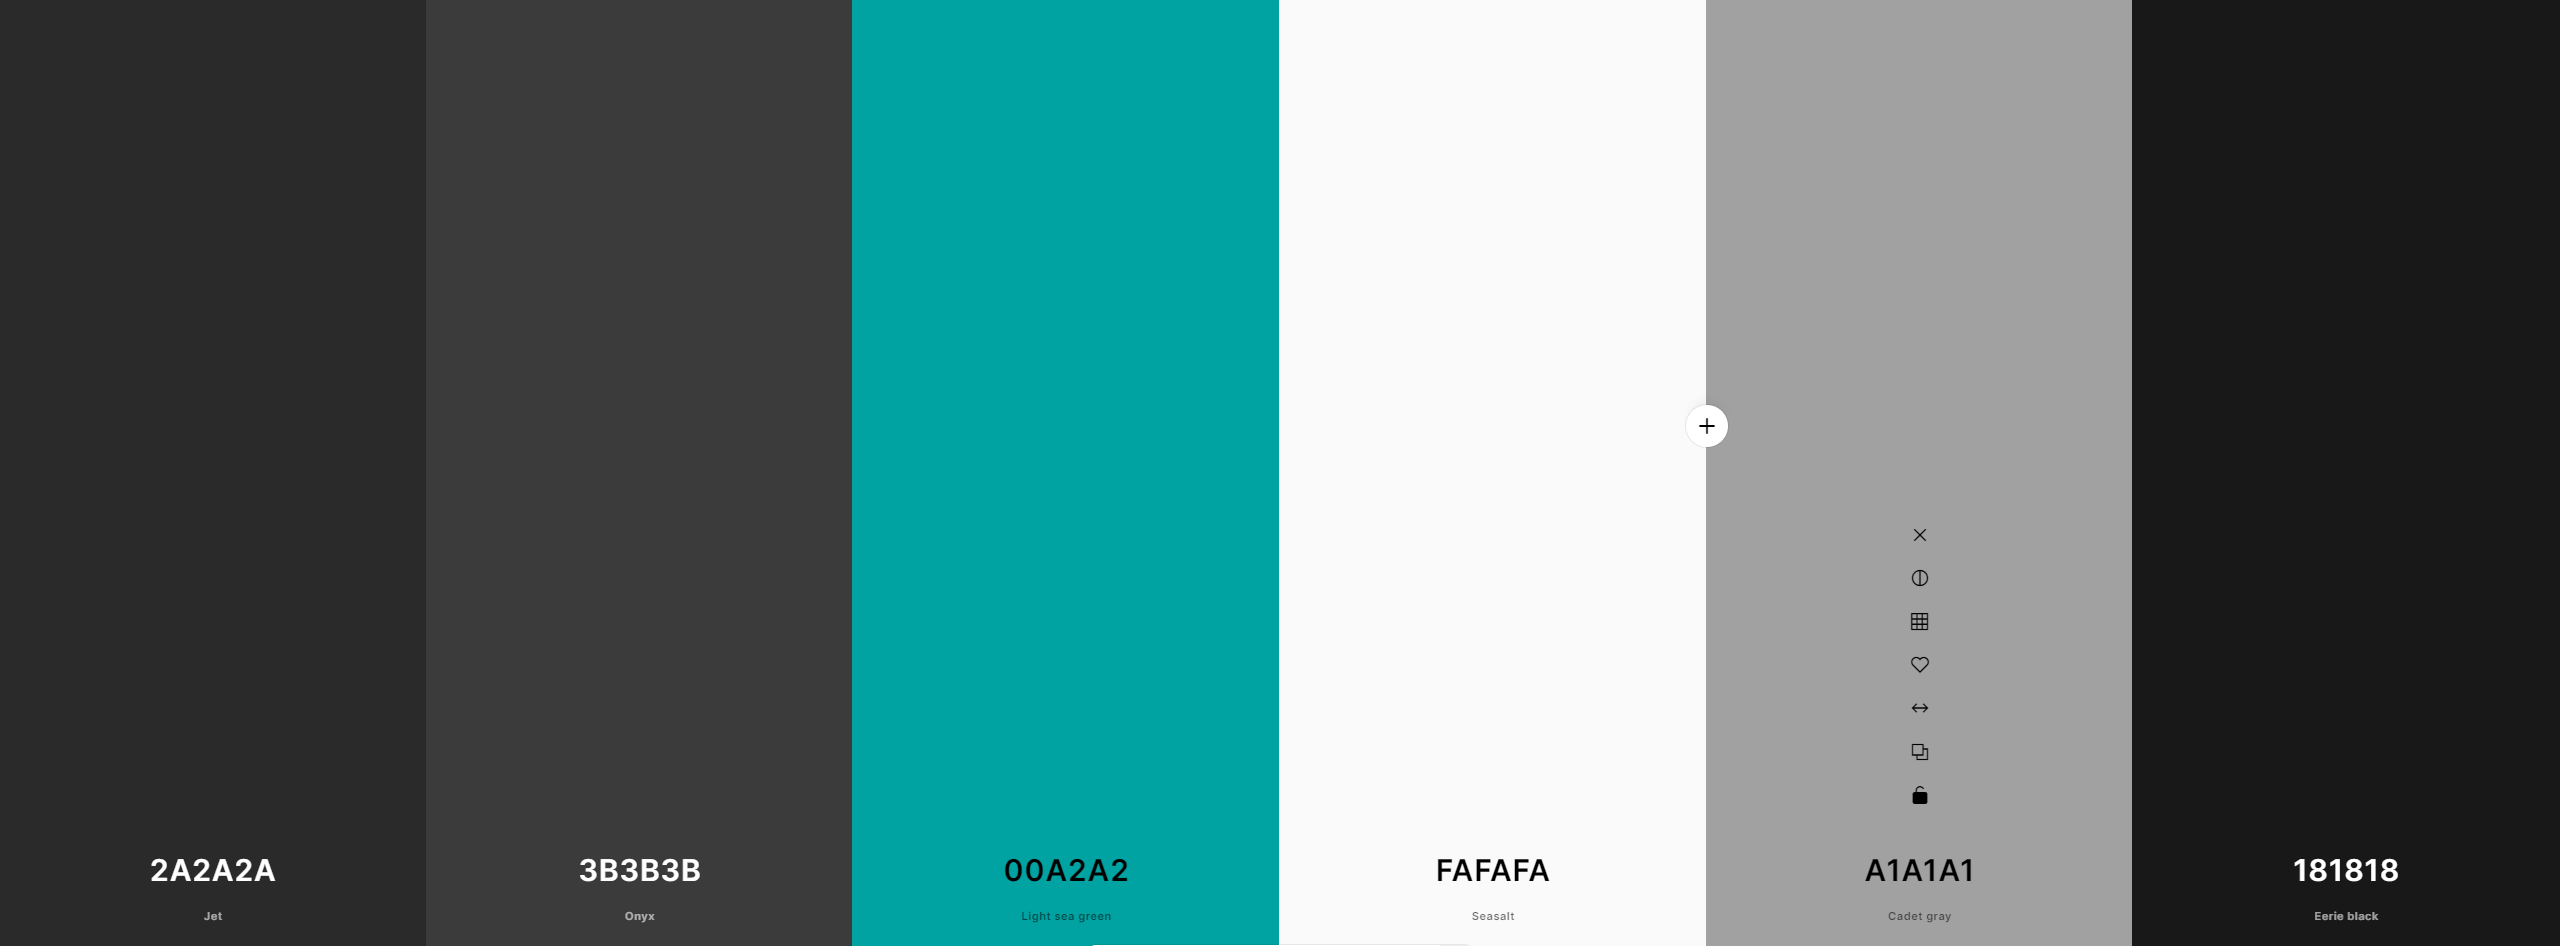 2A2A2A
Jet
3B3B3B
Onyx
00A2A2
Light sea green
FAFAFA
Seasalt
A1A1A1
Cadet gray
181818
Eerie black